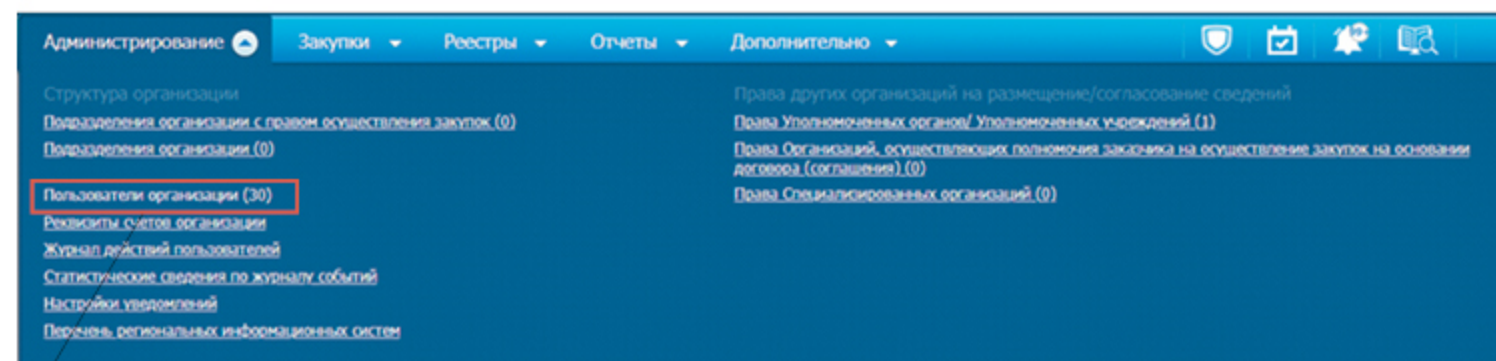 Администрирование Закупки Реестры Отчеты Дополнительно
Структура организации
Подразделения организации с правом осуществления закупок (0)
Подразделения организации (0)
Пользователи организации (30)
Реквизиты счетов организации
Журнал действий пользователей
Статистические сведения по журналу событий
Настройки уведомлений
Перечень региональных информационных систем
Права других организаций на размещение/согласование сведений
Права Уполномоченных органов/ Уполномоченных учреждений (1)
Права Организаций, осуществляющих полномочия заказчика на осуществление закупок на основании
договора (соглашения) (0)
Права Специализированных организаций (0)